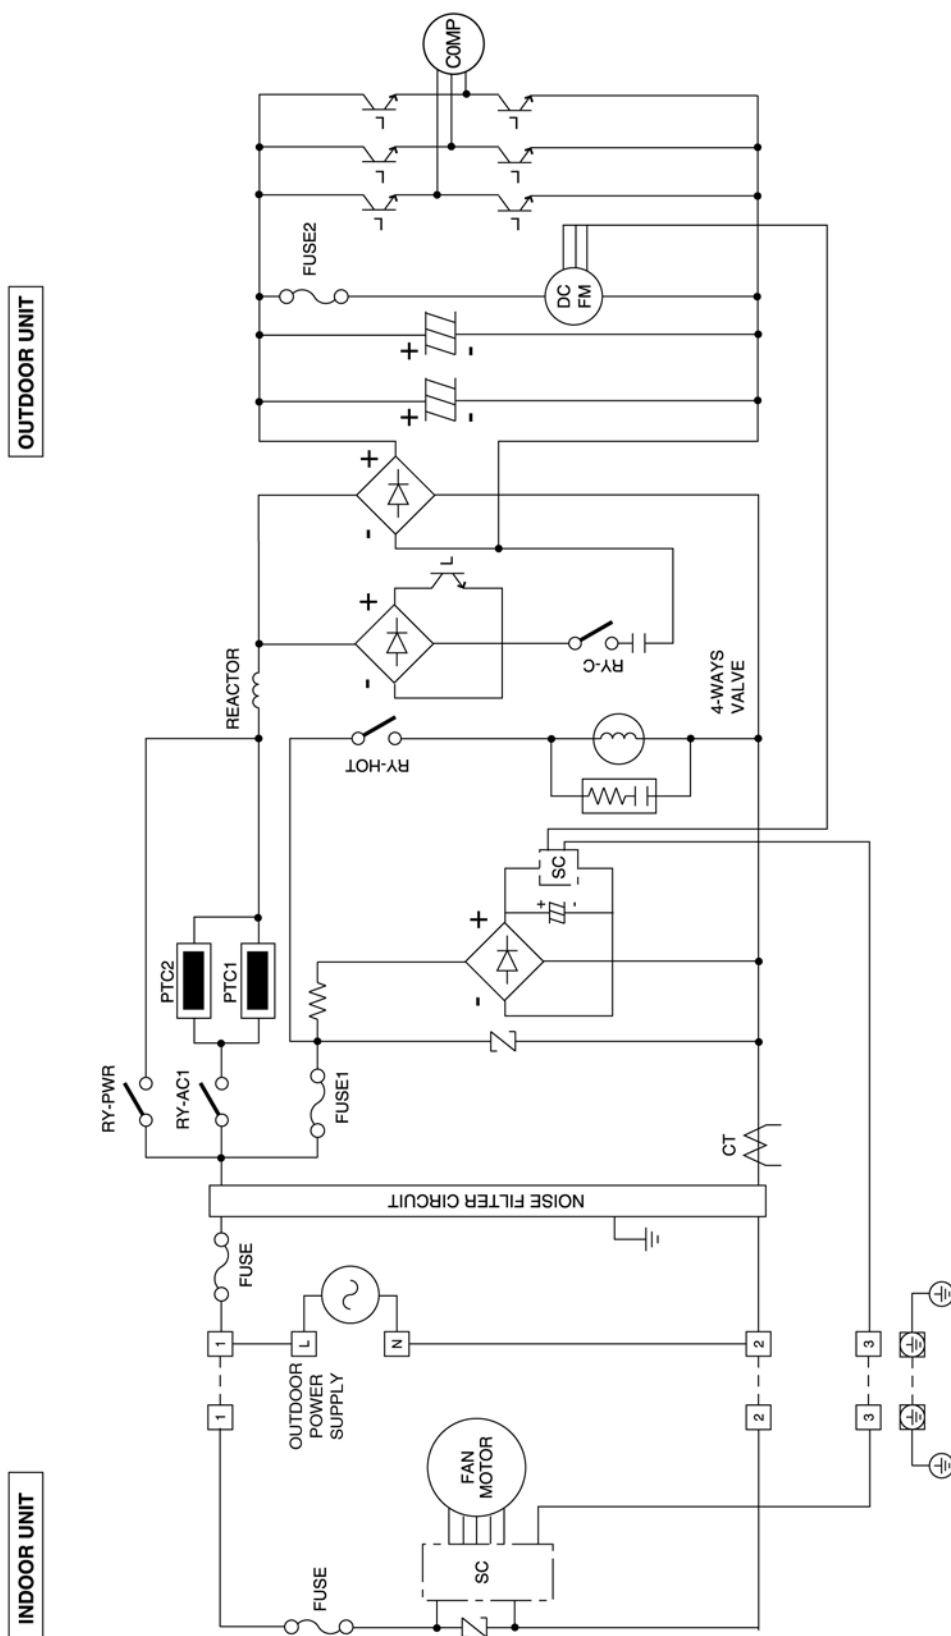 COMP
FUSE2
DC
FM
OUTDOOR UNIT
+
-
+
-
+
-
+
-
L
L
L
L
L
L
L
RY-C
REACTOR
4-WAYS
VALVE
RY-HOT
SC
+
-
+
-
PTC2
PTC1
RY-PWR
RY-AC1
FUSE1
CT
NOISE FILTER CIRCUIT
FUSE
1
L
N
2
3
OUTDOOR
POWER
SUPPLY
1
2
3
FAN
MOTOR
SC
FUSE
INDOOR UNIT